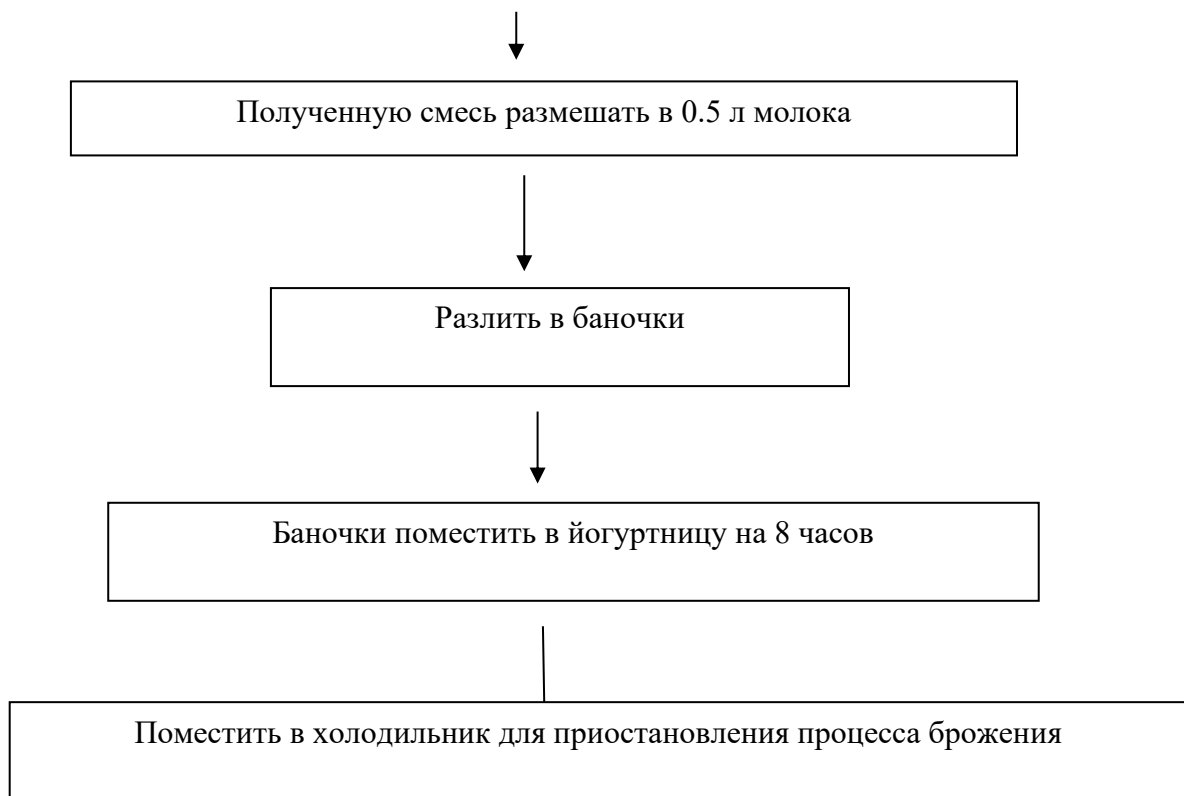 Полученную смесь размешать в 0.5 л молока
Разлить в баночки
Баночки поместить в йогуртницу на 8 часов
Поместить в холодильник для приостановления процесса брожения